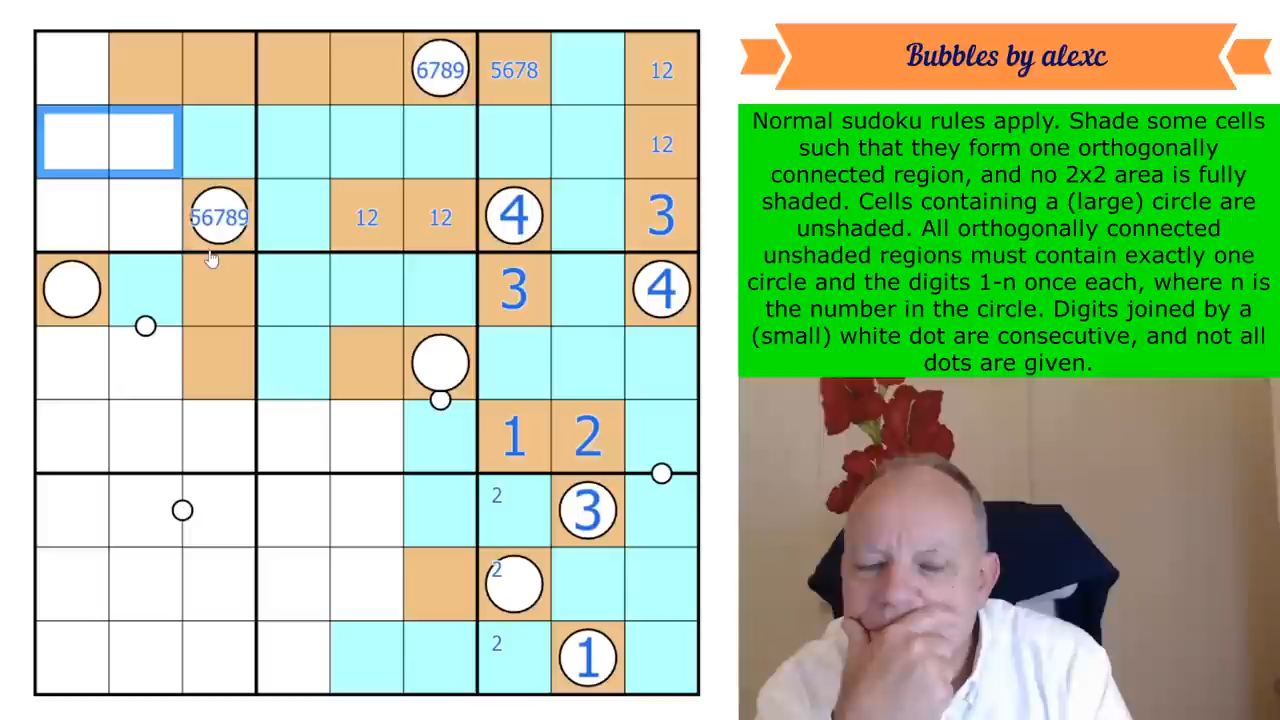 Bubbles by alexc
Normal sudoku rules apply. Shade some cells
such that they form one orthogonally
connected region, and no 2x2 area is fully
shaded. Cells containing a (large) circle are
unshaded. All orthogonally connected
unshaded regions must contain exactly one
circle and the digits 1-n once each, where n is
the number in the circle. Digits joined by a
(small) white dot are consecutive, and not all
dots are given.
6789 5678 12
12
56789 12 12 4 3
3 4
1 2
2 3
2
2 1